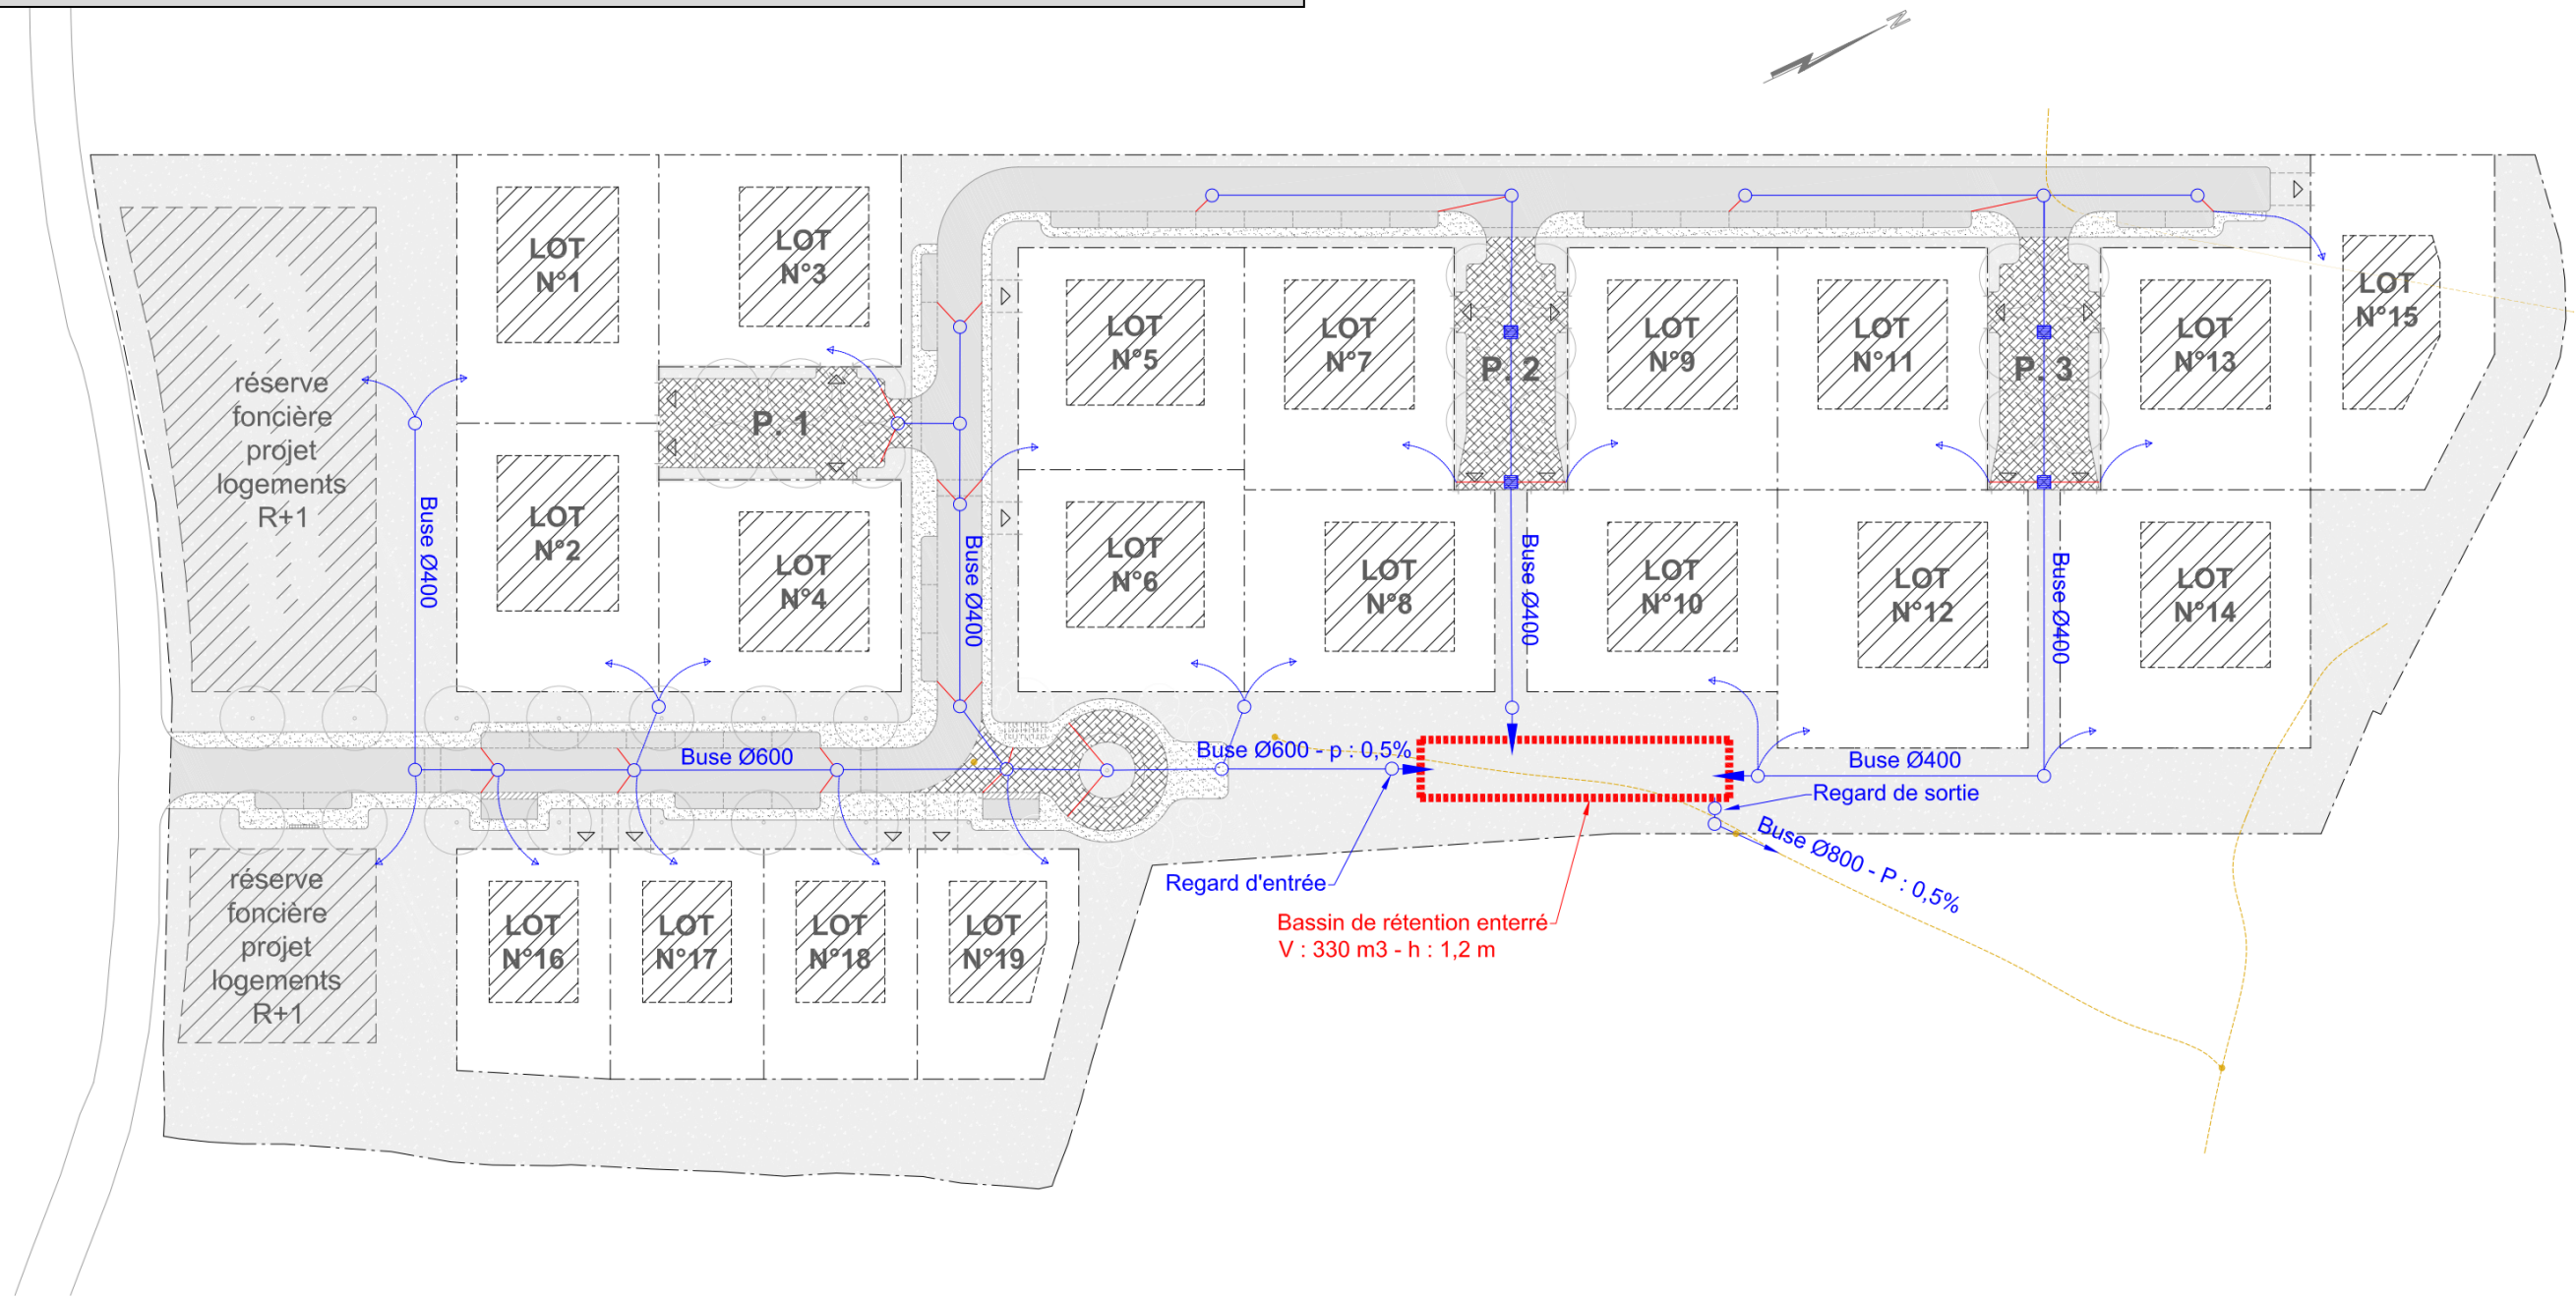 N
LOT
N°1
LOT
N°3
LOT
N°5
LOT
N°7
P. 2
LOT
N°9
LOT
N°11
P. 3
LOT
N°13
LOT
N°15
réserve
foncière
projet
logements
R+1
P. 1
Buse Ø400
LOT
N°2
LOT
N°4
Buse Ø400
LOT
N°6
LOT
N°8
Buse Ø400
LOT
N°10
LOT
N°12
Buse Ø400
LOT
N°14
Buse Ø600
Buse Ø600 - p : 0,5%
Buse Ø400
Regard de sortie
Buse Ø800 - P : 0,5%
Regard d'entrée
Bassin de rétention enterré
V : 330 m3 - h : 1,2 m
réserve
foncière
projet
logements
R+1
LOT
N°16
LOT
N°17
LOT
N°18
LOT
N°19